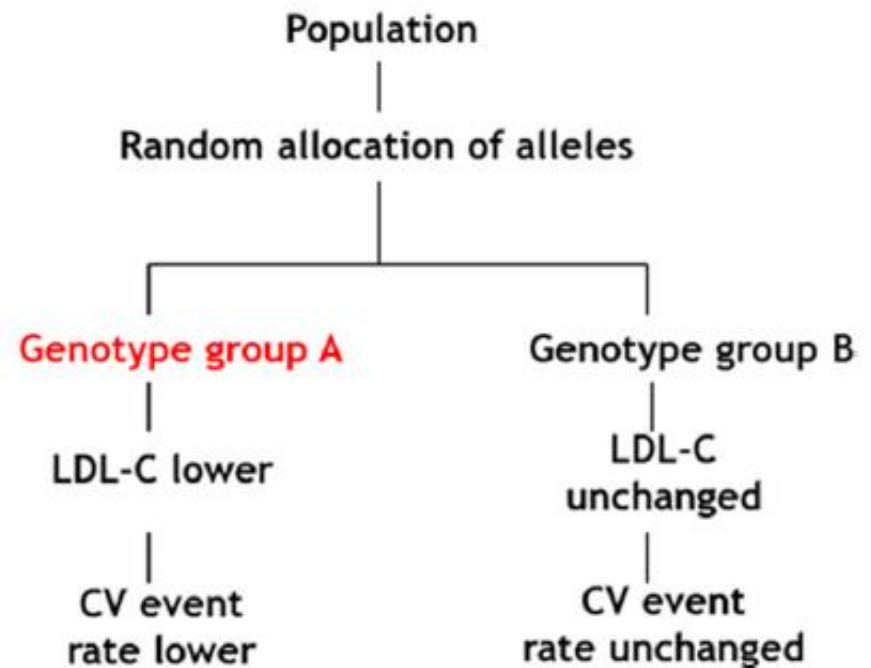 Population
Random allocation of alleles
Genotype group A
Genotype group B
LDL-C lower
LDL-C
unchanged
CV event
rate lower
CV event
rate unchanged